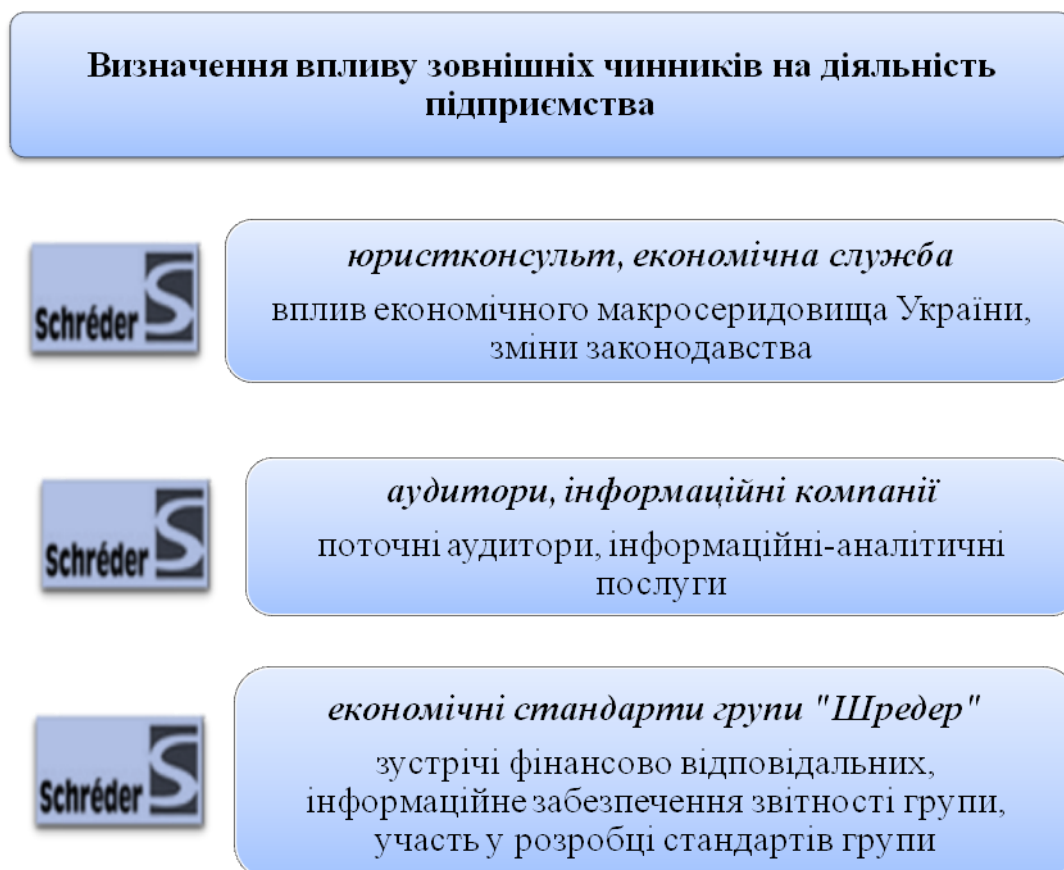 Визначення впливу зовнішніх чинників на діяльність
підприємства
Schréder
юристконсульт, економічна служба
вплив економічного макросеридовища України,
зміни законодавства
Schréder
аудитори, інформаційні компанії
поточні аудитори, інформаційні-аналітичні
послуги
Schréder
економічні стандарти групи "Шредер"
зустрічі фінансово відповідальних,
інформаційне забезпечення звітності групи,
участь у розробці стандартів групи